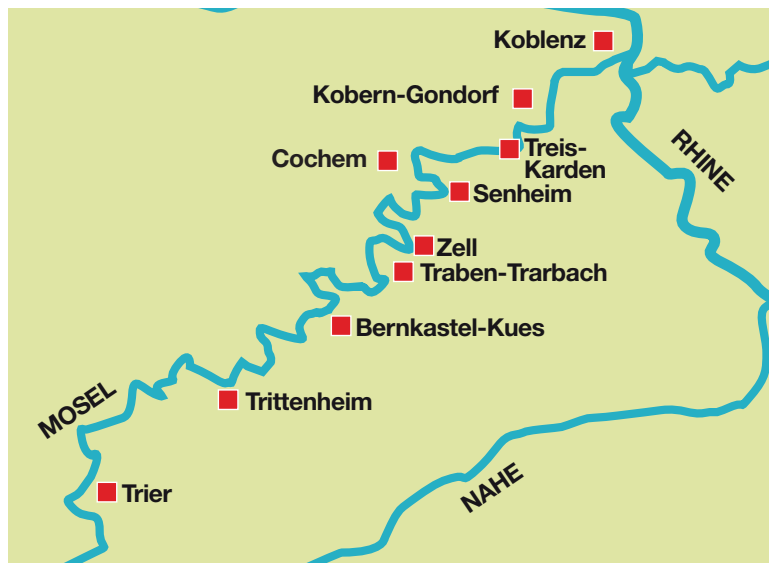 Koblenz
Kobern-Gondorf
Treis-
Karden
Cochem
RHINE
Senheim
Zell
Traben-Trarbach
Bernkastel-Kues
MOSEL
Trittenheim
NAHE
Trier